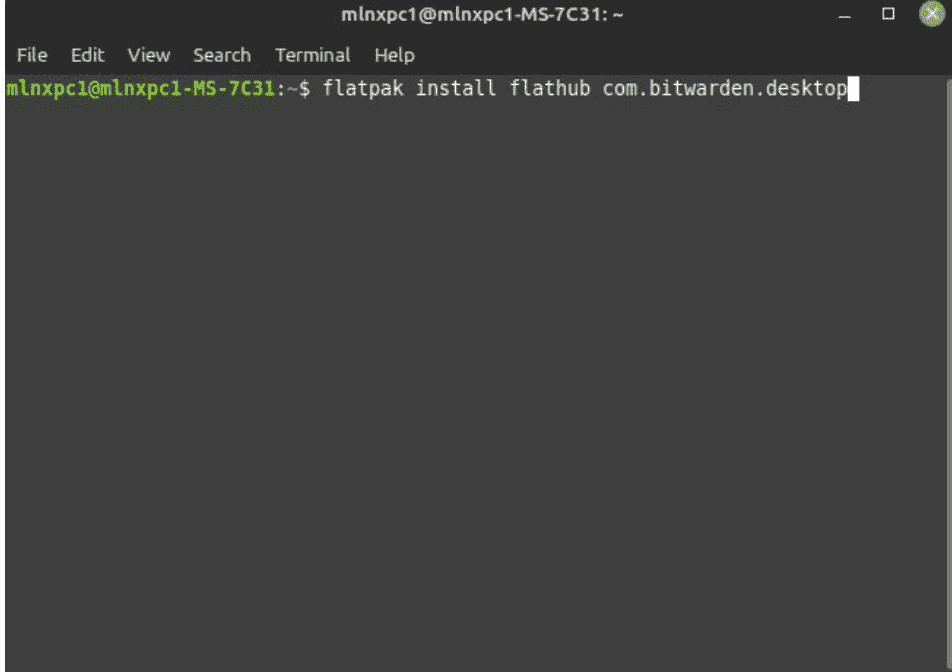 mlnxpc1@mlnxpc1-MS-7C31: ~
File Edit View Search Terminal Help
mlnxpc1@mlnxpc1-MS-7C31:~$ flatpak install flathub com.bitwarden.desktop